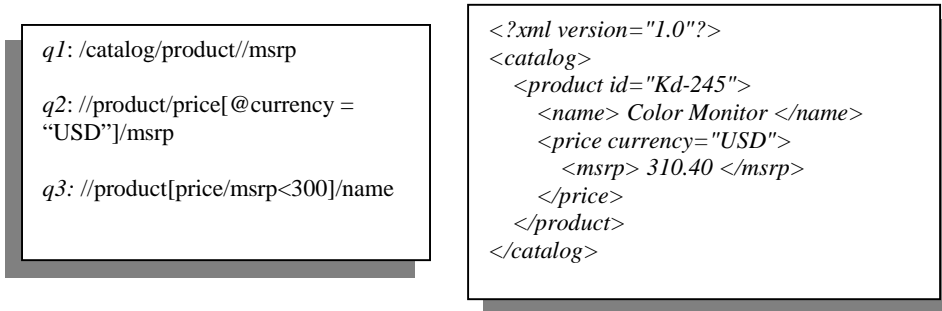 q1: /catalog/product//msrp
q2: //product/price[@currency =
“USD”]/msrp
q3: //product[price/msrp<300]/name
<?xml version="1.0"?>
<catalog>
<product id="Kd-245">
<name> Color Monitor </name>
<price currency="USD">
<msrp> 310.40 </msrp>
</price>
</product>
</catalog>